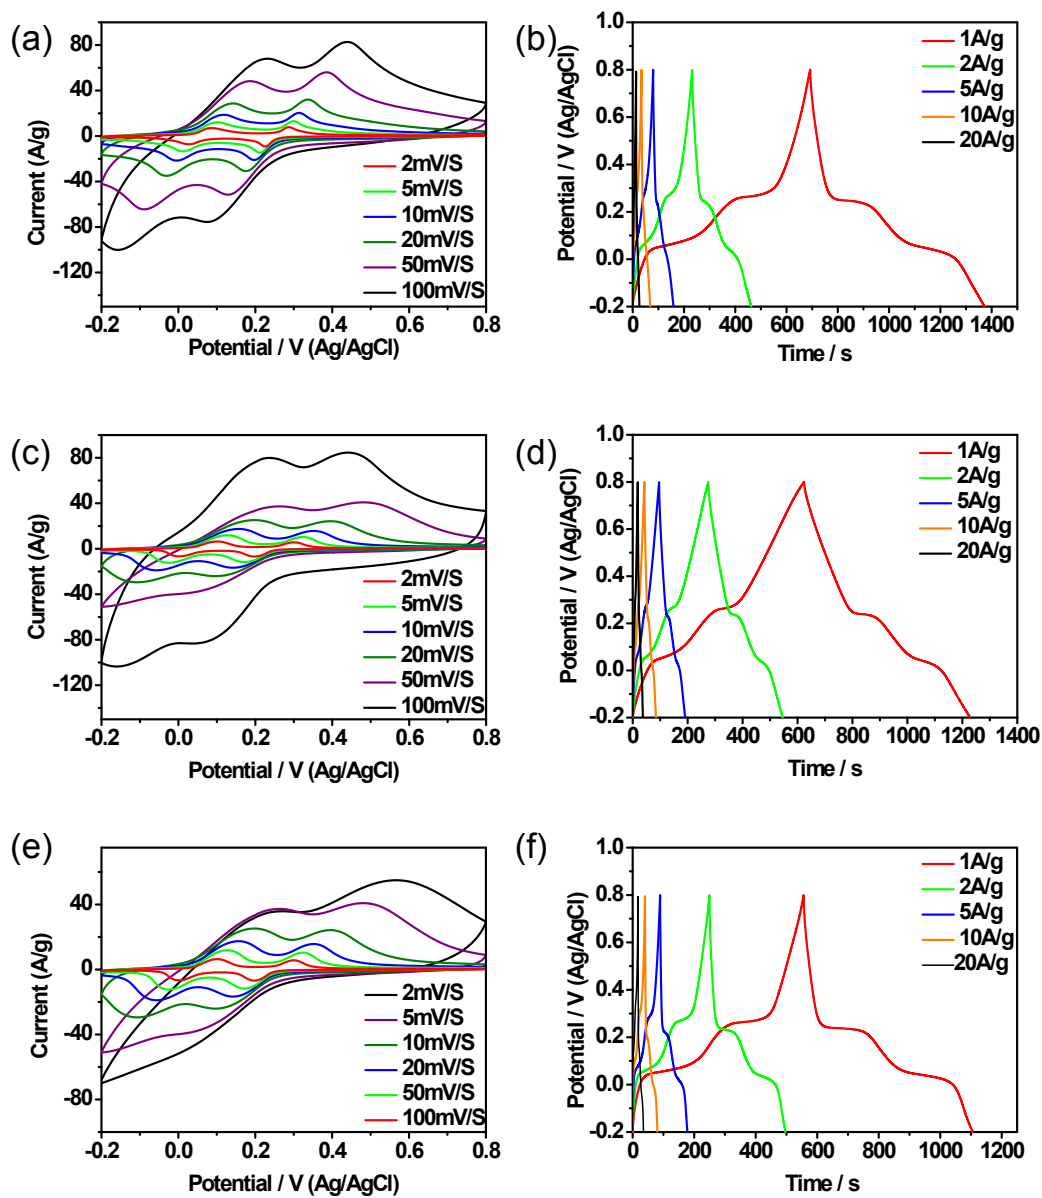 (a)
80
40
0
-40
-80
-120
Current (A/g)
2mV/S
5mV/S
10mV/S
20mV/S
50mV/S
100mV/S
-0.2 0.0 0.2 0.4 0.6 0.8
Potential / V (Ag/AgCl)
(b)
1.0
0.8
0.6
0.4
0.2
0.0
-0.2
Potential / V (Ag/AgCl)
1A/g
2A/g
5A/g
10A/g
20A/g
0 200 400 600 800 1000 1200 1400
Time / s
(c)
80
40
0
-40
-80
-120
Current (A/g)
2mV/S
5mV/S
10mV/S
20mV/S
50mV/S
100mV/S
-0.2 0.0 0.2 0.4 0.6 0.8
Potential / V (Ag/AgCl)
(d)
1.0
0.8
0.6
0.4
0.2
0.0
-0.2
Potential / V (Ag/AgCl)
1A/g
2A/g
5A/g
10A/g
20A/g
0 200 400 600 800 1000 1200 1400
Time / s
(e)
40
0
-40
-80
Current (A/g)
2mV/S
5mV/S
10mV/S
20mV/S
50mV/S
100mV/S
-0.2 0.0 0.2 0.4 0.6 0.8
Potential / V (Ag/AgCl)
(f)
1.0
0.8
0.6
0.4
0.2
0.0
-0.2
Potential / V (Ag/AgCl)
1A/g
2A/g
5A/g
10A/g
20A/g
0 200 400 600 800 1000 1200
Time / s